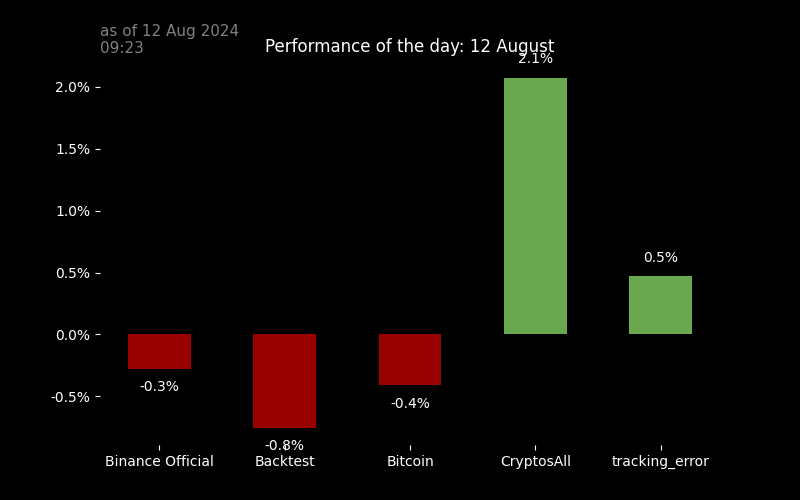 as of 12 Aug 2024
09:23
Performance of the day: 12 August
2.1%
2.0%
1.5%
1.0%
0.5%
0.5%
0.0%
-0.3%
-0.5%
-0.4%
-0.8%
Binance Official
Backtest
Bitcoin
CryptosAll
tracking_error